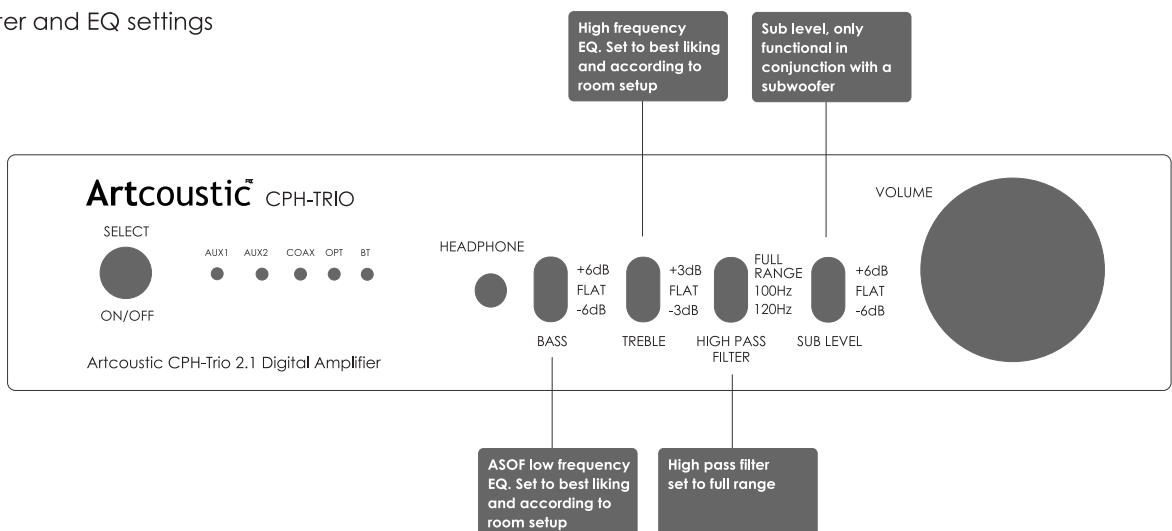 and EQ settings
High frequency
EQ. Set to best liking
and according to
room setup
Sub level, only
functional in
conjunction with a
subwoofer
Artcoustic CPH-TRIO
VOLUME
SELECT
AUX1 AUX2 COAX OPT BT
HEADPHONE
ON/OFF
+6dB
FLAT
-6dB
BASS
+3dB
FLAT
-3dB
TREBLE
FULL
RANGE
100Hz
120Hz
HIGH PASS
FILTER
+6dB
FLAT
-6dB
SUB LEVEL
Artcoustic CPH-Trio 2.1 Digital Amplifier
ASOF low frequency
EQ. Set to best liking
and according to
room setup
High pass filter
set to full range